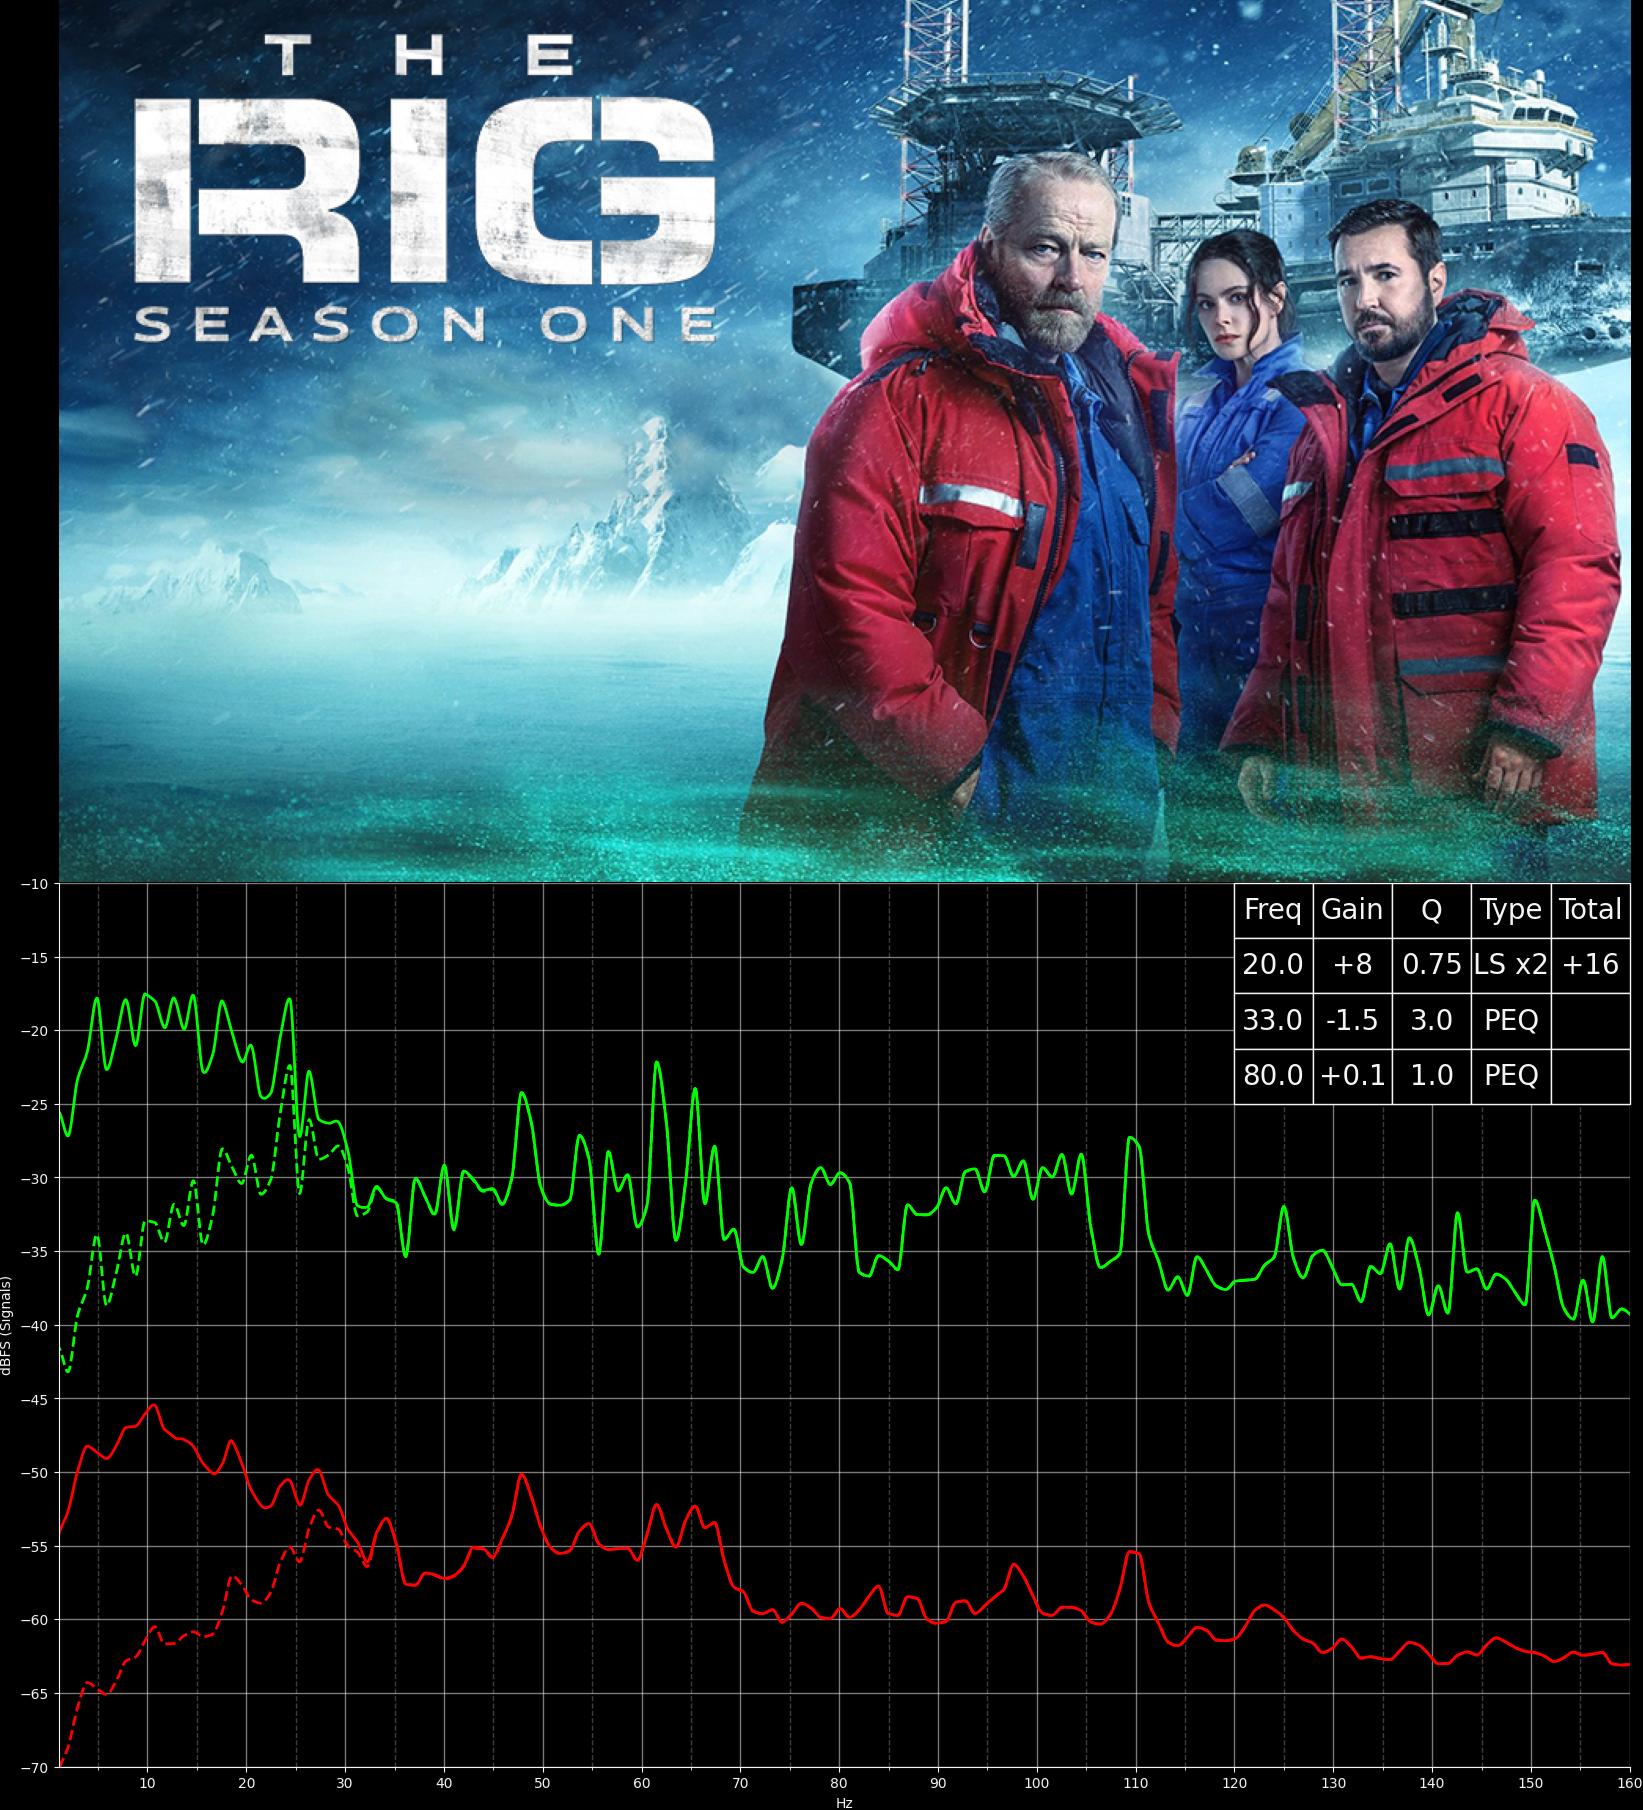 THE
RIG
SEASON ONE
Freq Gain Q Type Total
20.0 +8 0.75 LS x2 +16
33.0 -1.5 3.0 PEQ
80.0 +0.1 1.0 PEQ
−10
−15
−20
−25
−30
−35
−40
−45
−50
−55
−60
−65
−70
dBFS (Signals)
10 20 30 40 50 60 70 80 90 100 110 120 130 140 150 160
Hz